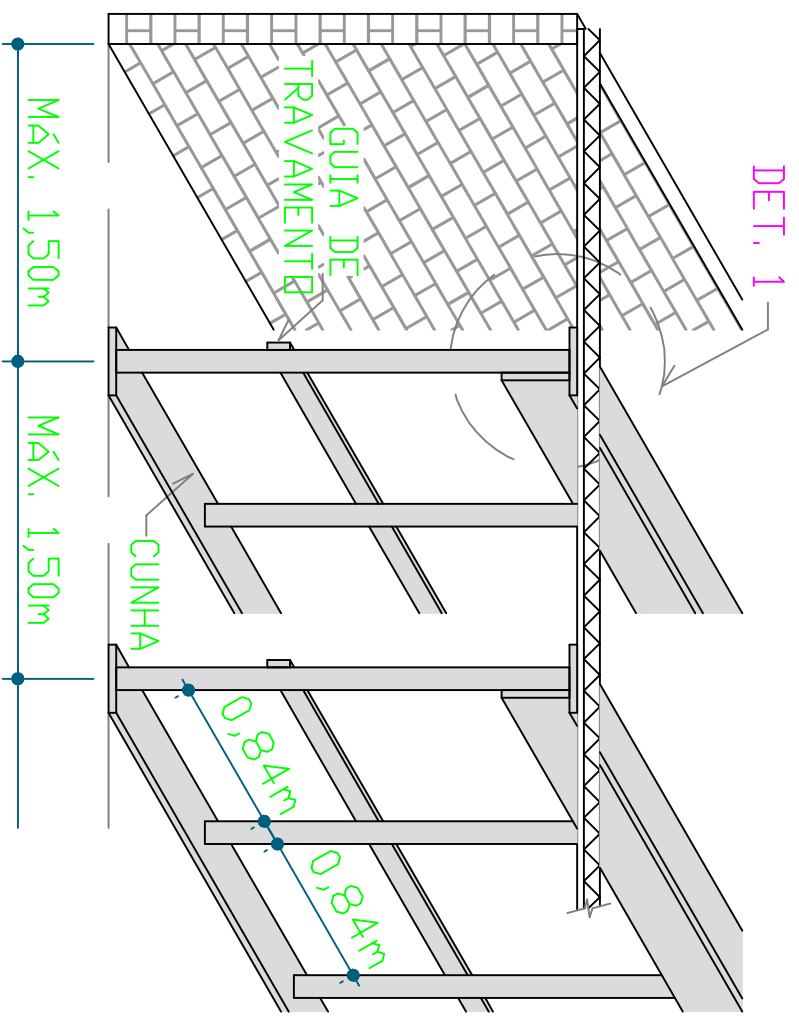 DET. 1
GUIA DE
TRAVAMENTO
MÁX. 1,50m
MÁX. 1,50m
CUNHA
0,84m
0,84m